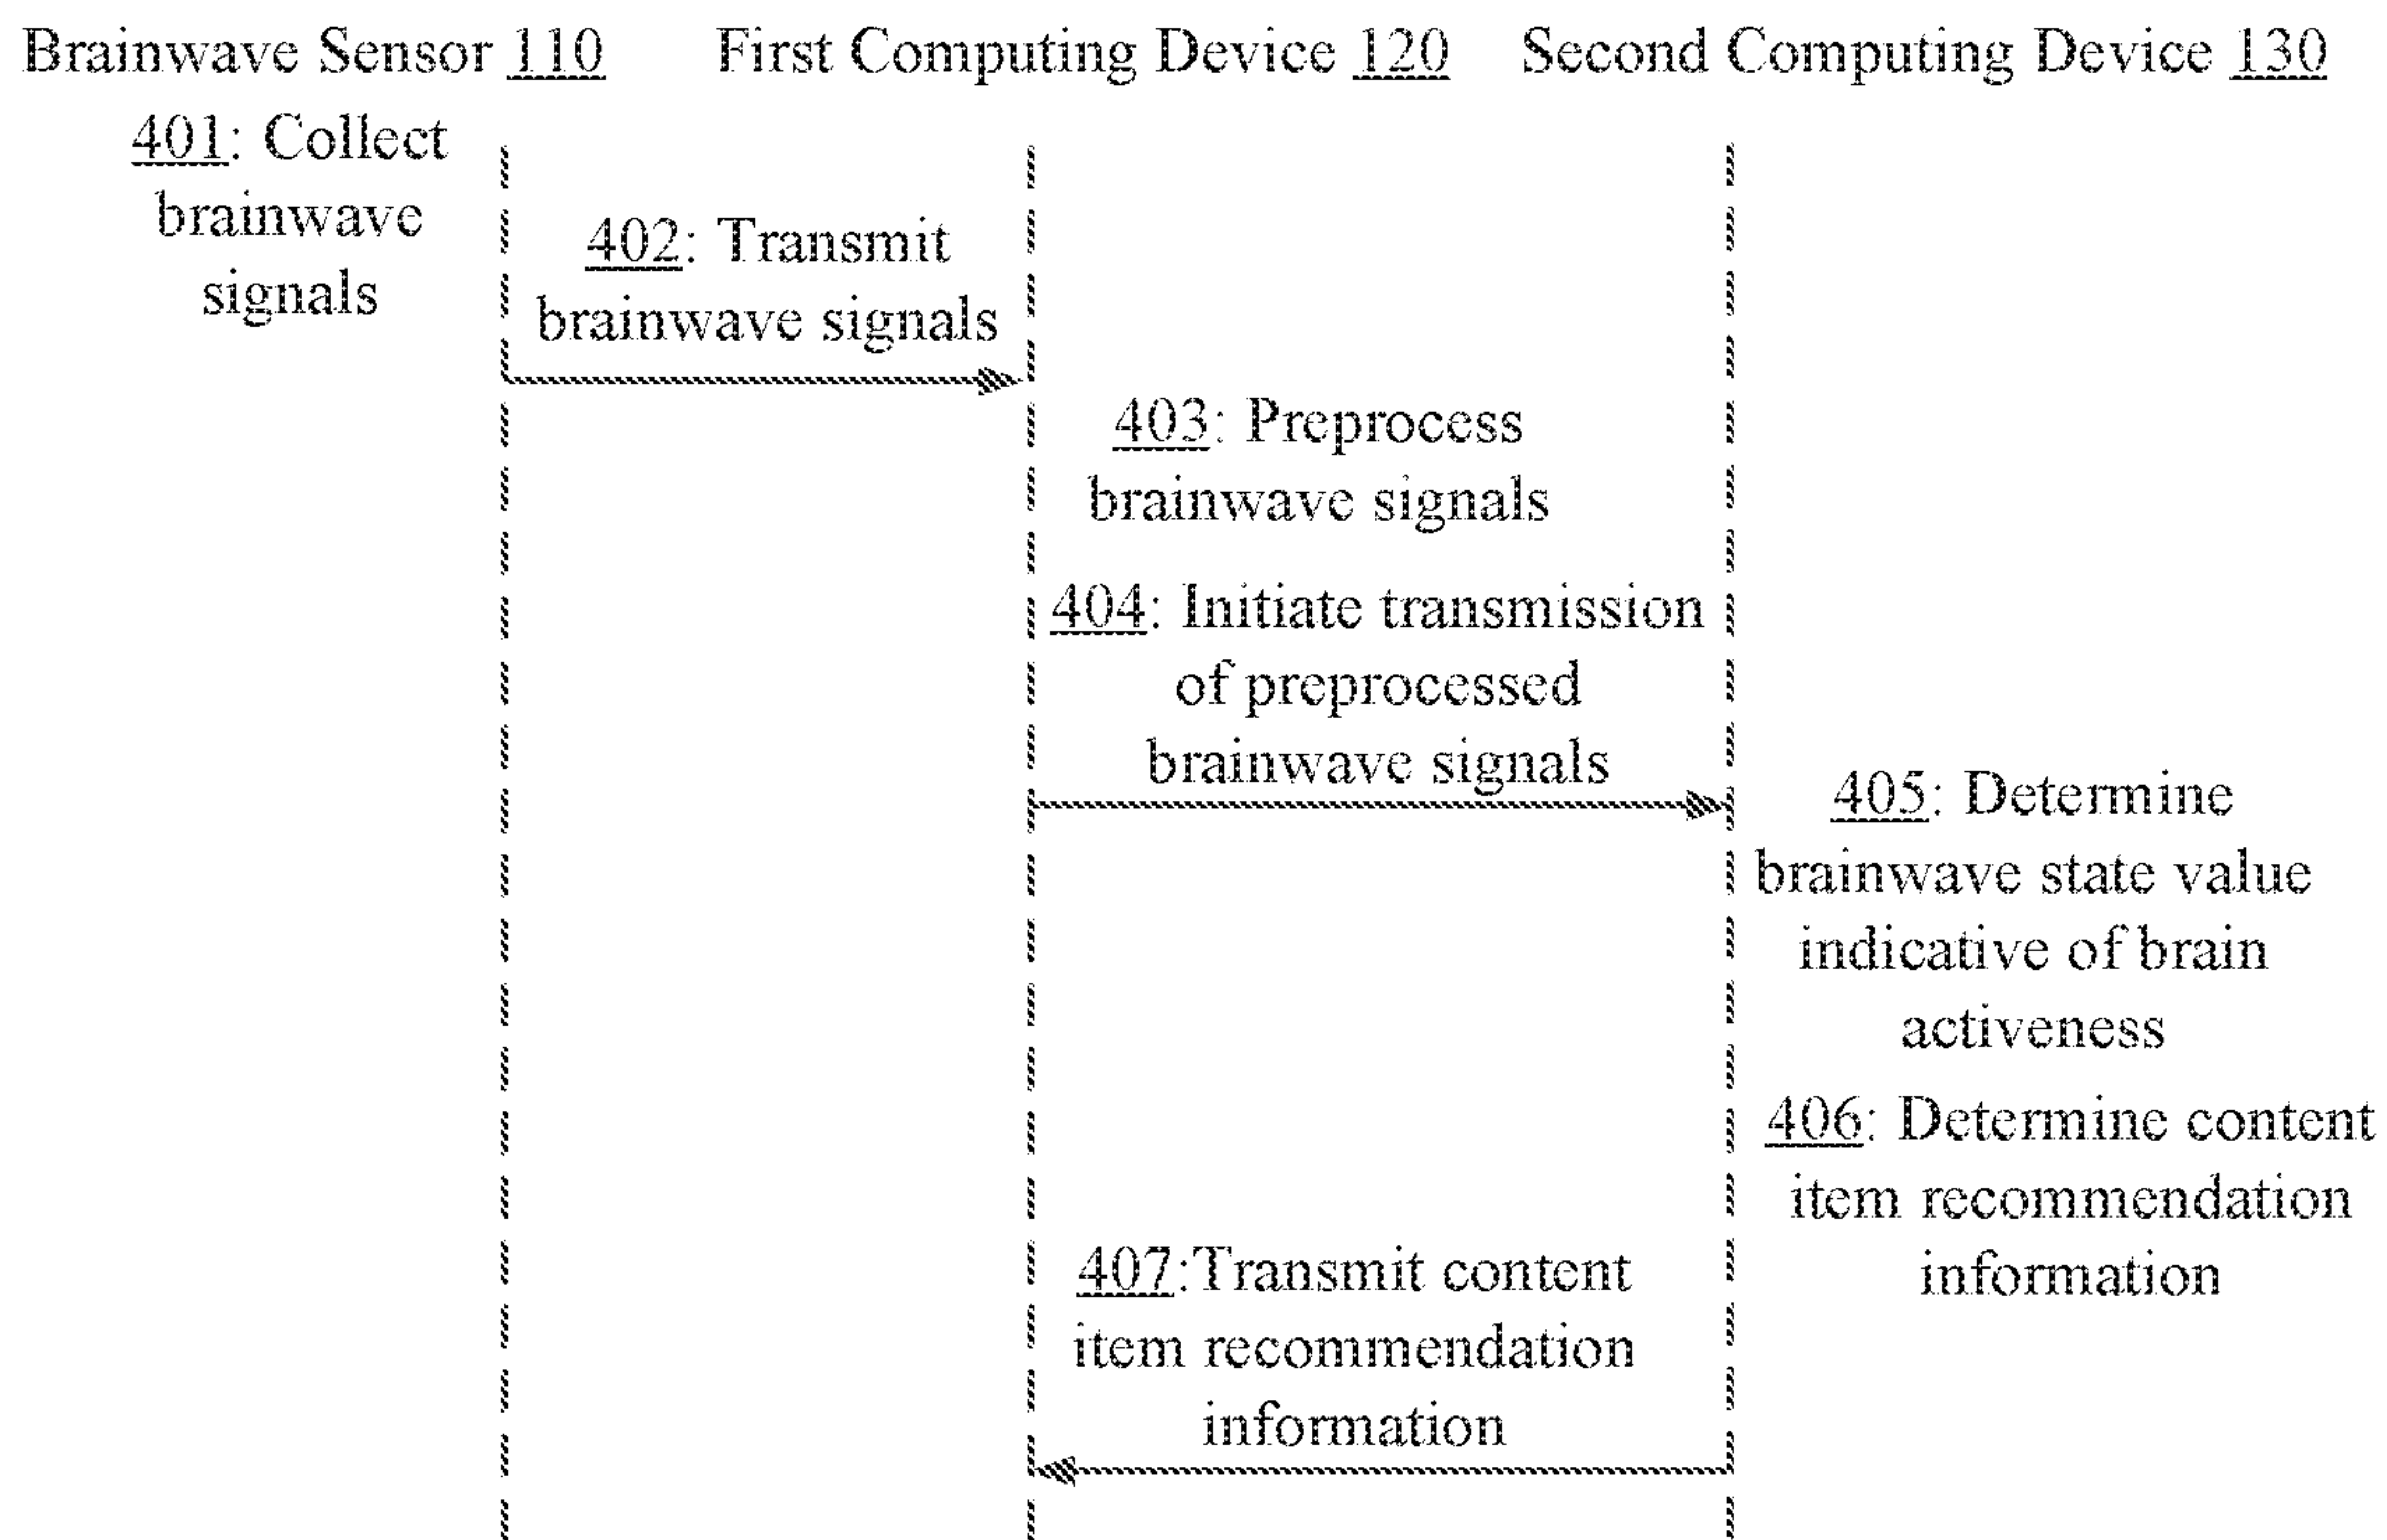 Brainwave Sensor 110 First Computing Device 120 Second Computing Device 130
401: Collect
brainwave
signals
402: Transmit
brainwave signals
403: Preprocess
brainwave signals
404: Initiate transmission
of preprocessed
brainwave signals
405: Determine
brainwave state value
indicative of brain
activeness
406: Determine content
item recommendation
information
407:Transmit content
item recommendation
information